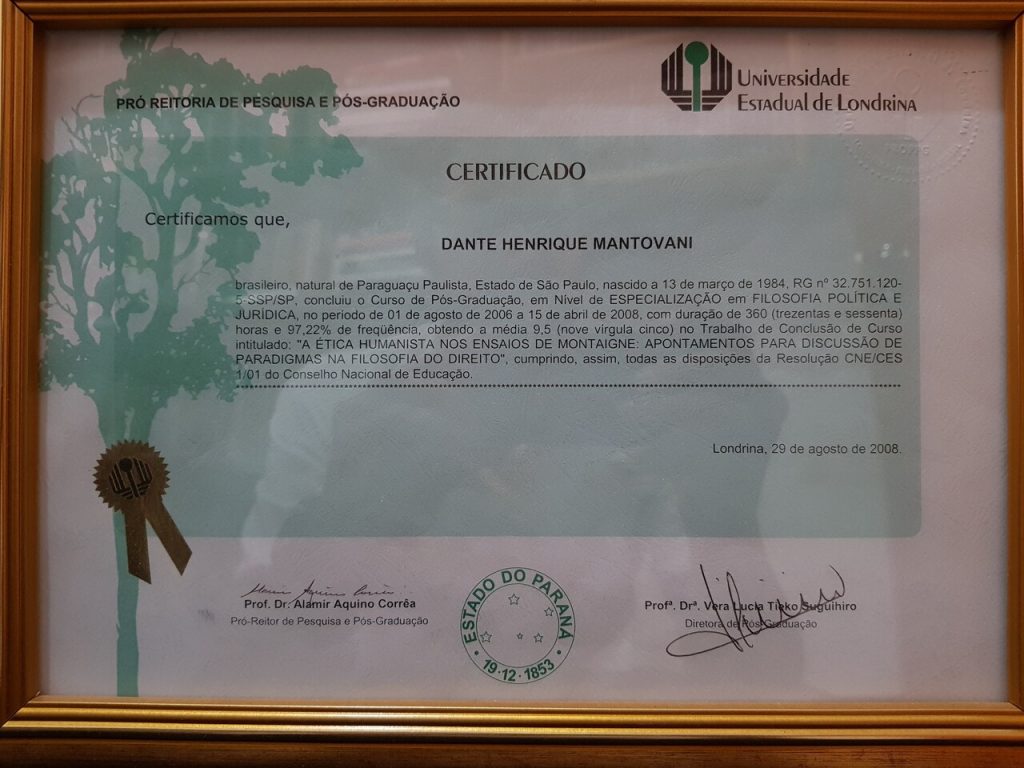 PRÓ REITORIA DE PESQUISA E PÓS-GRADUAÇÃO
UNIVERSIDADE
ESTADUAL DE LONDRINA
CERTIFICADO
Certificamos que,
DANTE HENRIQUE MANTOVANI
brasileiro, natural de Paraguaçu Paulista, Estado de São Paulo, nascido a 13 de março de 1984, RG nº 32.751.120-
5-SSP/SP, concluiu o Curso de Pós-Graduação, em Nível de ESPECIALIZAÇÃO em FILOSOFIA POLÍTICA E
JURÍDICA, no periodo de 01 de agosto de 2006 a 15 de abril de 2008, com duração de 360 (trezentas e sessenta)
horas e 97,22% de freqüência, obtendo a média 9,5 (nove vírgula cinco) no Trabalho de Conclusão de Curso
intitulado: "A ÉTICA HUMANISTA NOS ENSAIOS DE MONTAIGNE: APONTAMENTOS PARA DISCUSSÃO DE
PARADIGMAS NA FILOSOFIA DO DIREITO", cumprindo, assim, todas as disposições da Resolução CNE/CES
1/01 do Conselho Nacional de Educação.
Londrina, 29 de agosto de 2008.
Alamir Aquino Corrêa
Prof. Dr. Alamir Aquino Corrêa
Pró-Reitor de Pesquisa e Pós-Graduação
ESTADO DO PARANÁ
19·12·1853
Profª. Drª. Vera Lucia Tieko Suguihiro
Diretora de Pós-Graduação